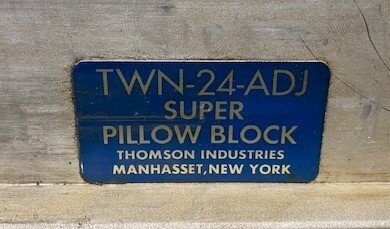 TWN-24-ADJ
SUPER
PILLOW BLOCK
THOMSON INDUSTRIES
MANHASSET, NEW YORK